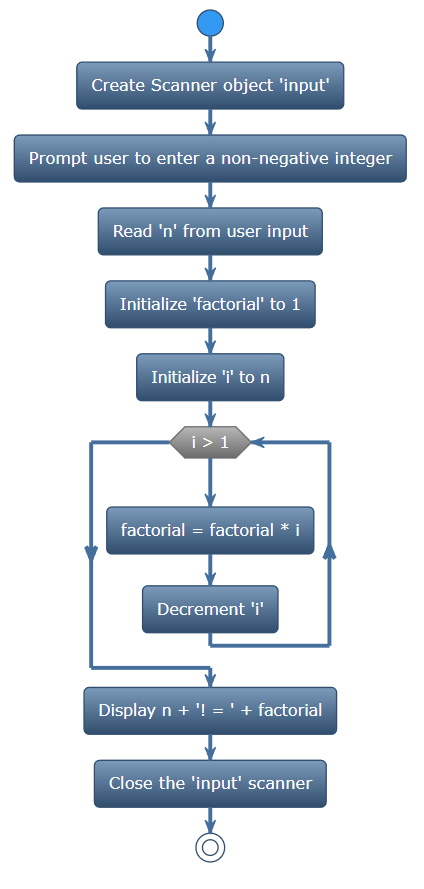 Create Scanner object 'input'
Prompt user to enter a non-negative integer
Read 'n' from user input
Initialize 'factorial' to 1
Initialize 'i' to n
i > 1
factorial = factorial * i
Decrement 'i'
Display n + '! = ' + factorial
Close the 'input' scanner